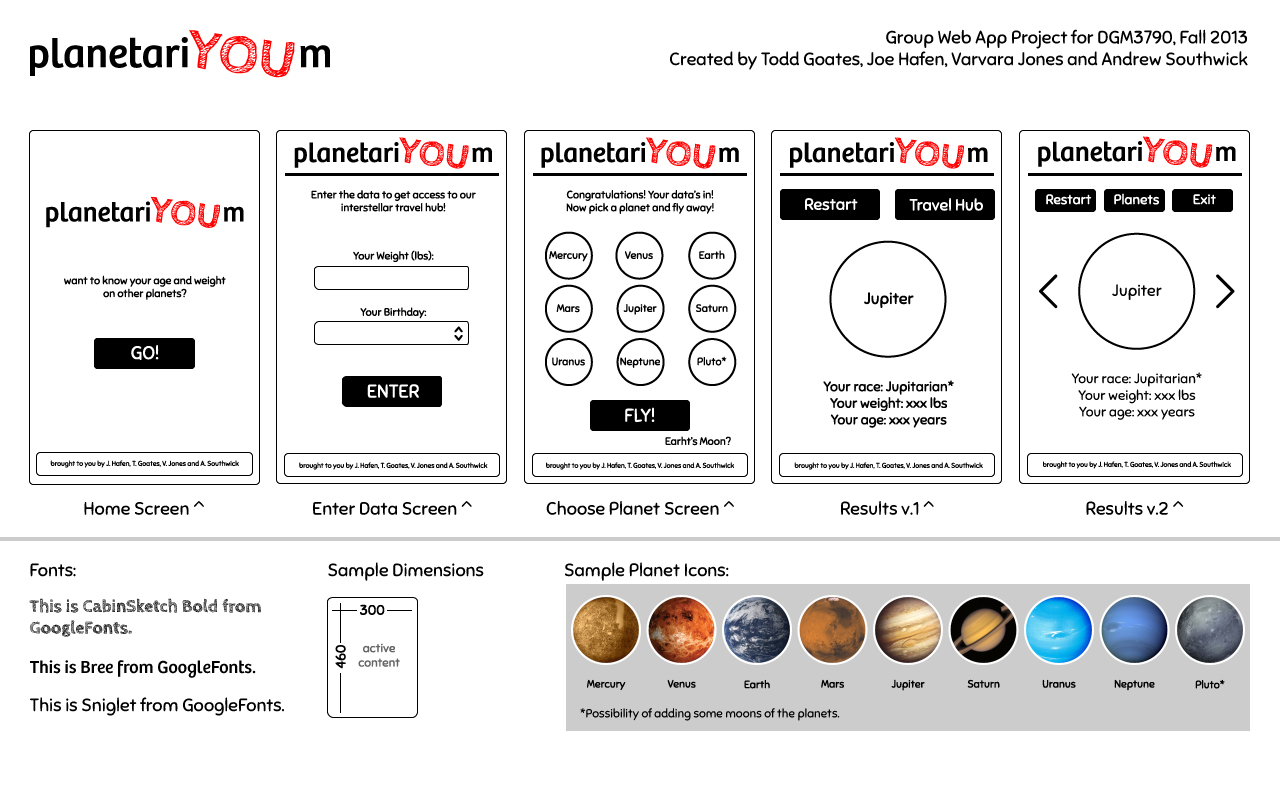 planetariYOUm
Group Web App Project for DGM3790, Fall 2013
Created by Todd Goates, Joe Hafen, Varvara Jones and Andrew Southwick
planetariYOUm
want to know your age and weight
on other planets?
GO!
brought to you by J. Hafen, T. Goates, V. Jones and A. Southwick
Home Screen ^
planetariYOUm
Enter the data to get access to our
interstellar travel hub!
Your Weight (lbs):
Your Birthday:
ENTER
brought to you by J. Hafen, T. Goates, V. Jones and A. Southwick
Enter Data Screen ^
planetariYOUm
Congratulations! Your data's in!
Now pick a planet and fly away!
Mercury Venus Earth
Mars Jupiter Saturn
Uranus Neptune Pluto*
FLY!
Earht's Moon?
brought to you by J. Hafen, T. Goates, V. Jones and A. Southwick
Choose Planet Screen ^
planetariYOUm
Restart Travel Hub
Jupiter
Your race: Jupitarian*
Your weight: xxx lbs
Your age: xxx years
brought to you by J. Hafen, T. Goates, V. Jones and A. Southwick
Results v.1 ^
planetariYOUm
Restart Planets Exit
Jupiter
Your race: Jupitarian*
Your weight: xxx lbs
Your age: xxx years
brought to you by J. Hafen, T. Goates, V. Jones and A. Southwick
Results v.2 ^
Fonts:
This is CabinSketch Bold from
GoogleFonts.
This is Bree from GoogleFonts.
This is Sniglet from GoogleFonts.
Sample Dimensions
300
460
active
content
Sample Planet Icons:
Mercury Venus Earth Mars Jupiter Saturn Uranus Neptune Pluto*
*Possibility of adding some moons of the planets.